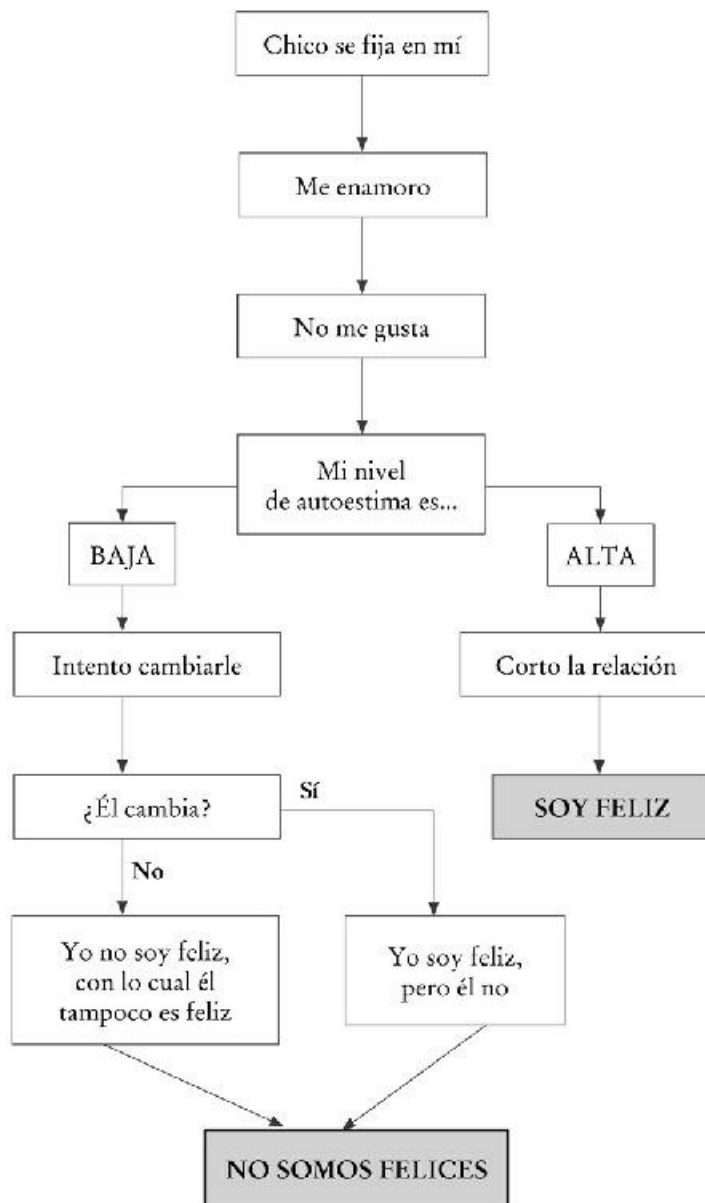 Chico se fija en mí
Me enamoro
No me gusta
Mi nivel
de autoestima es...
BAJA
ALTA
Intento cambiarle
Corto la relación
¿Él cambia?
Sí
SOY FELIZ
No
Yo no soy feliz,
con lo cual él
tampoco es feliz
Yo soy feliz,
pero él no
NO SOMOS FELICES